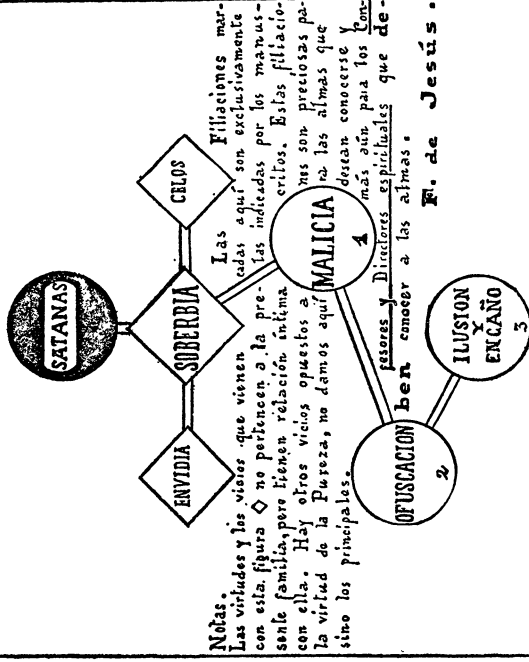 SATANAS
ENVIDIA
SOBERBIA
CELOS
Notas.
Las virtudes y los vicios que vienen
con esta figura ◇ no pertencen a la pre-
sente familia, pero tienen relación íntima
con ella. Hay otros vicios opuestos a
la virtud de la Pureza, no damos aquí
sino los principales.
Las Filiaciones mar-
cadas aquí son exclusivamente
las indicadas por los manus-
critos. Estas filiacio-
nes son preciosas pa-
ra las almas que
desean conocerse y
más aún para los Con-
fesores y Directores espirituales que de-
ben conocer a las almas.
F. de Jesús.
MALICIA
1
OFUSCACION
2
ILUSION
Y
ENGAÑO
3